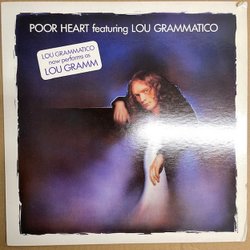 POOR HEART featuring LOU GRAMMATICO
LOU GRAMMATICO
now performs as
LOU GRAMM